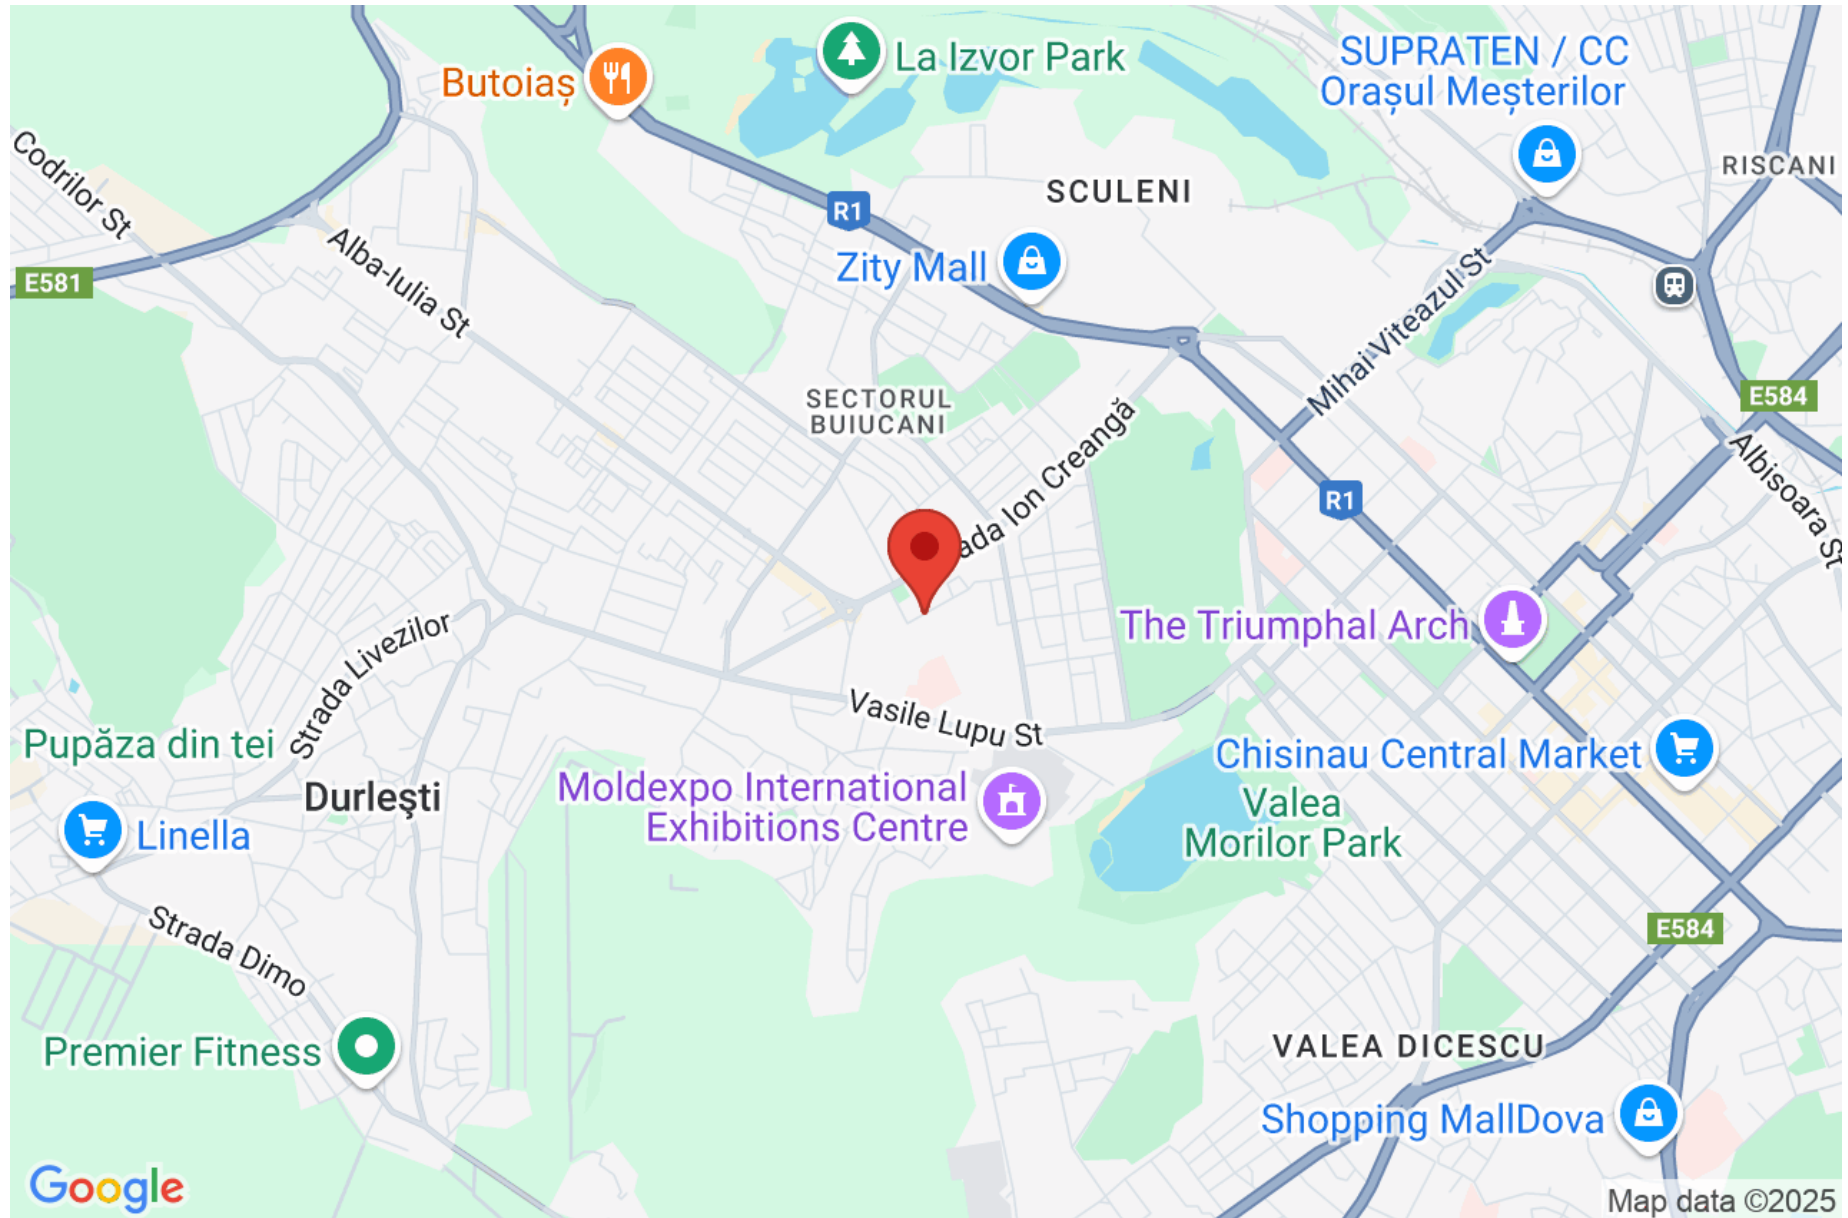 La Izvor Park
SUPRATEN / CC
Orașul Meșterilor
Butoiaș
Codrilor St
RISCANI
SCULENI
R1
Alba-Iulia St
Zity Mall
E581
Mihai Viteazul St
SECTORUL
BUIUCANI
E584
ada Ion Creangă
Albisoara St
R1
The Triumphal Arch
Strada Livezilor
Vasile Lupu St
Pupăza din tei
Durleşti
Chisinau Central Market
Moldexpo International
Exhibitions Centre
Valea
Morilor Park
Linella
Strada Dimo
E584
Premier Fitness
VALEA DICESCU
Shopping MallDova
Google
Map data ©2025